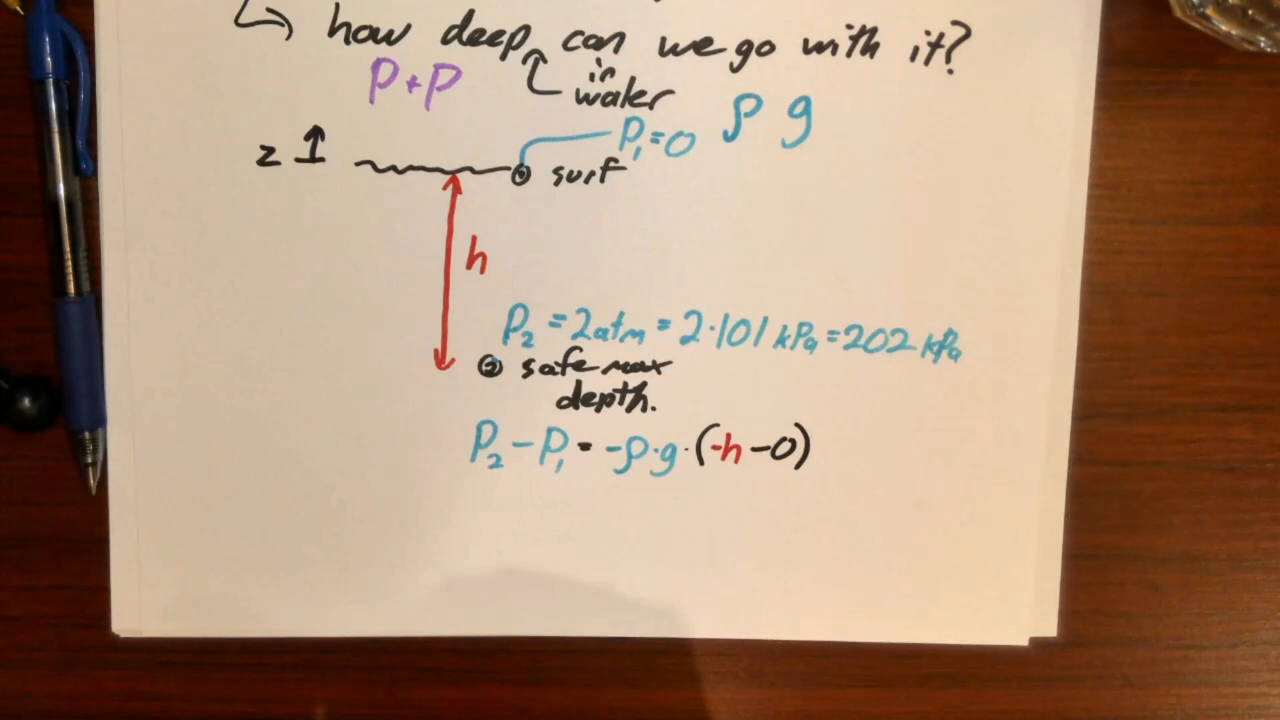 ↳ how deep can we go with it?
P + P
in
water
ρ g
z ↑
P₁=0
surf
h
P₂ = 2atm = 2·101 kPa = 202 kPa
② safe max
depth.
P₂ - P₁ = -ρ·g·(-h-0)